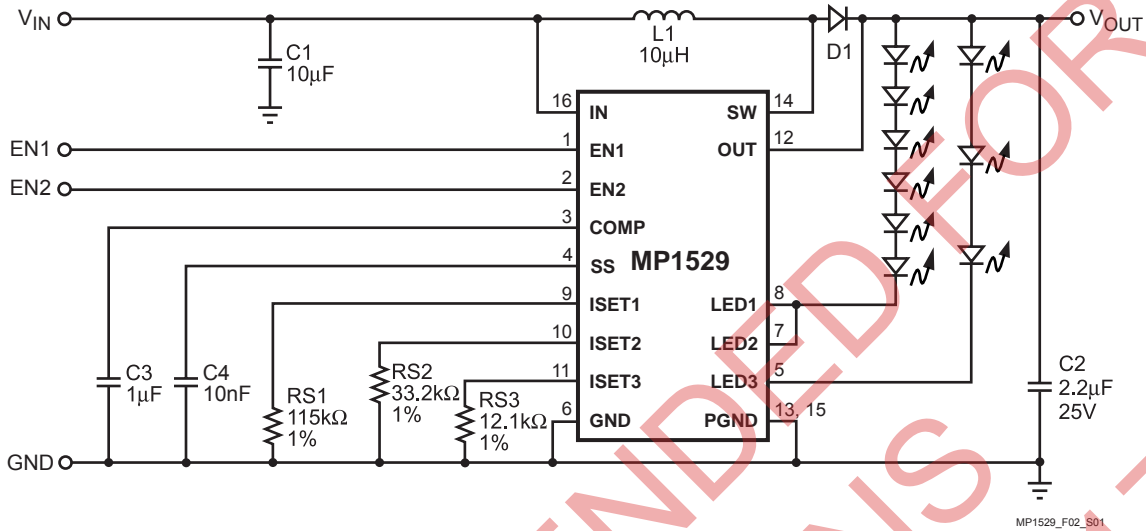 VIN
VOUT
L1
10µH
D1
C1
10µF
16
IN
SW
14
EN1
1
EN1
OUT
12
EN2
2
EN2
3
COMP
4
SS
MP1529
9
ISET1
LED1
8
10
ISET2
LED2
7
11
ISET3
LED3
5
6
GND
PGND
13, 15
C3
1µF
C4
10nF
RS1
115kΩ
1%
RS2
33.2kΩ
1%
RS3
12.1kΩ
1%
C2
2.2µF
25V
GND
MP1529_F02_S01